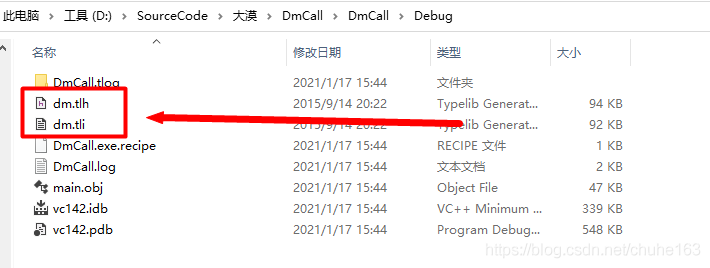 此电脑 > 工具 (D:) > SourceCode > 大漠 > DmCall > DmCall > Debug
名称 修改日期 类型 大小
DmCall.tlog 2021/1/17 15:44 文件夹
dm.tlh 2015/9/14 20:22 Typelib Generat... 94 KB
dm.tli 2015/9/14 20:22 Typelib Generat... 92 KB
DmCall.exe.recipe 2021/1/17 15:44 RECIPE 文件 1 KB
DmCall.log 2021/1/17 15:44 文本文档 2 KB
main.obj 2021/1/17 15:44 Object File 47 KB
vc142.idb 2021/1/17 15:44 VC++ Minimum ... 339 KB
vc142.pdb 2021/1/17 15:44 Program Debug... 548 KB
https://blog.csdn.net/chuhe163